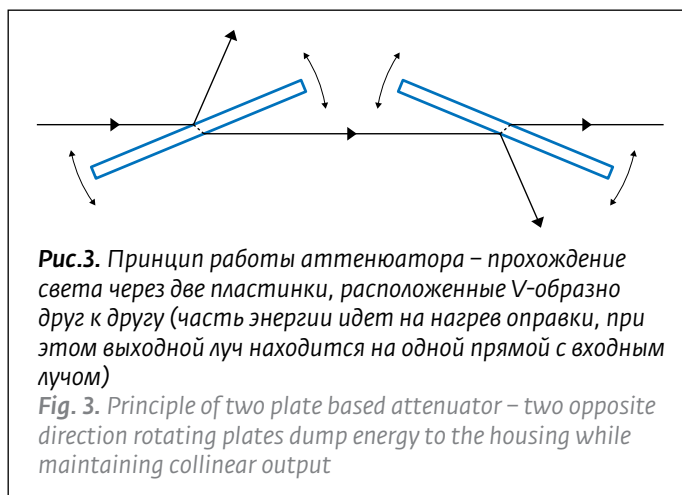 Рис.3. Принцип работы аттенюатора – прохождение
света через две пластинки, расположенные V-образно
друг к другу (часть энергии идет на нагрев оправки, при
этом выходной луч находится на одной прямой с входным
лучом)
Fig. 3. Principle of two plate based attenuator – two opposite
direction rotating plates dump energy to the housing while
maintaining collinear output